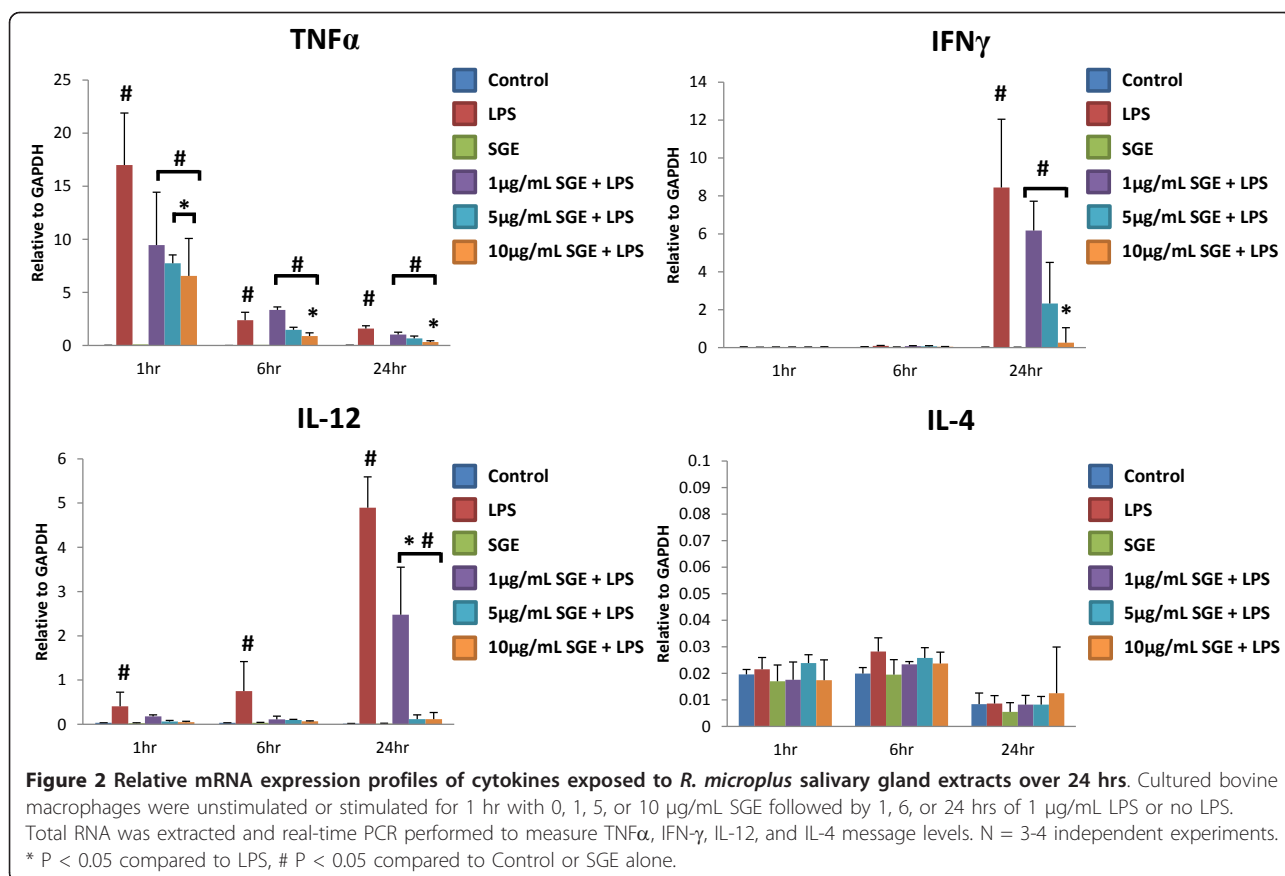 TNFα
25
20
15
10
5
0
Relative to GAPDH
#
#
*
#
#
*
#
#
*
1hr
6hr
24hr
Control
LPS
SGE
1µg/mL SGE + LPS
5µg/mL SGE + LPS
10µg/mL SGE + LPS
IFNγ
14
12
10
8
6
4
2
0
Relative to GAPDH
#
#
*
1hr
6hr
24hr
Control
LPS
SGE
1µg/mL SGE + LPS
5µg/mL SGE + LPS
10µg/mL SGE + LPS
IL-12
6
5
4
3
2
1
0
Relative to GAPDH
#
#
#
* #
1hr
6hr
24hr
Control
LPS
SGE
1µg/mL SGE + LPS
5µg/mL SGE + LPS
10µg/mL SGE + LPS
IL-4
0.1
0.09
0.08
0.07
0.06
0.05
0.04
0.03
0.02
0.01
0
Relative to GAPDH
1hr
6hr
24hr
Control
LPS
SGE
1µg/mL SGE + LPS
5µg/mL SGE + LPS
10µg/mL SGE + LPS
Figure 2 Relative mRNA expression profiles of cytokines exposed to R. microplus salivary gland extracts over 24 hrs. Cultured bovine
macrophages were unstimulated or stimulated for 1 hr with 0, 1, 5, or 10 μg/mL SGE followed by 1, 6, or 24 hrs of 1 μg/mL LPS or no LPS.
Total RNA was extracted and real-time PCR performed to measure TNFα, IFN-γ, IL-12, and IL-4 message levels. N = 3-4 independent experiments.
* P < 0.05 compared to LPS, # P < 0.05 compared to Control or SGE alone.